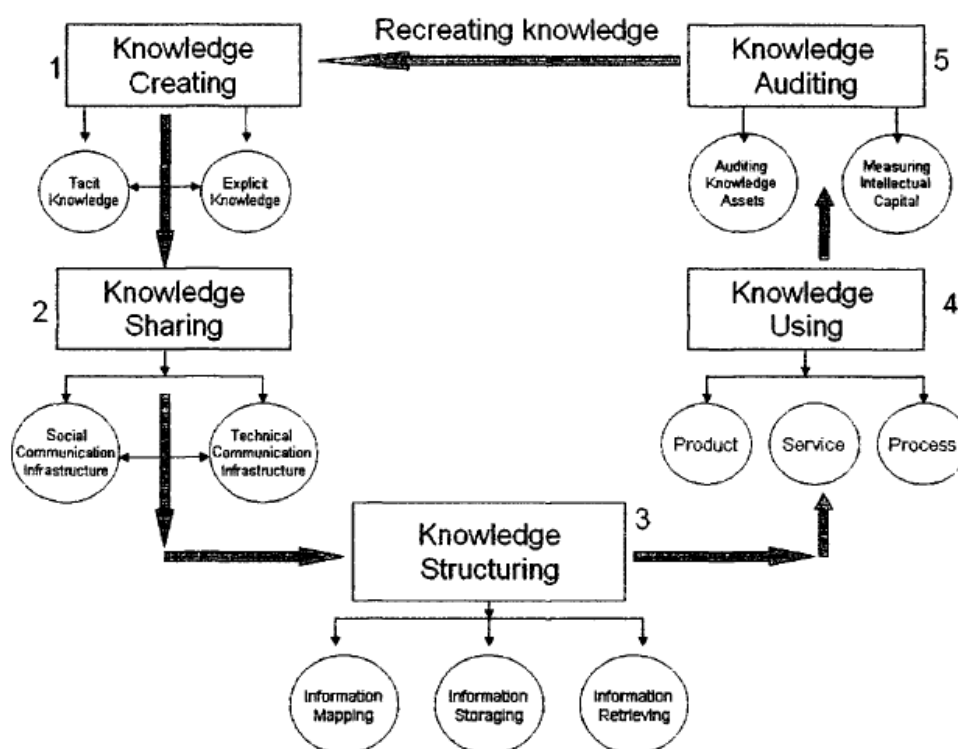 1
Knowledge
Creating
Tacit
Knowledge
Explicit
Knowledge
Recreating knowledge
5
Knowledge
Auditing
Auditing
Knowledge
Assets
Measuring
Intellectual
Capital
2
Knowledge
Sharing
Social
Communication
Infrastructure
Technical
Communication
Infrastructure
3
Knowledge
Structuring
Information
Mapping
Information
Storaging
Information
Retrieving
4
Knowledge
Using
Product
Service
Process